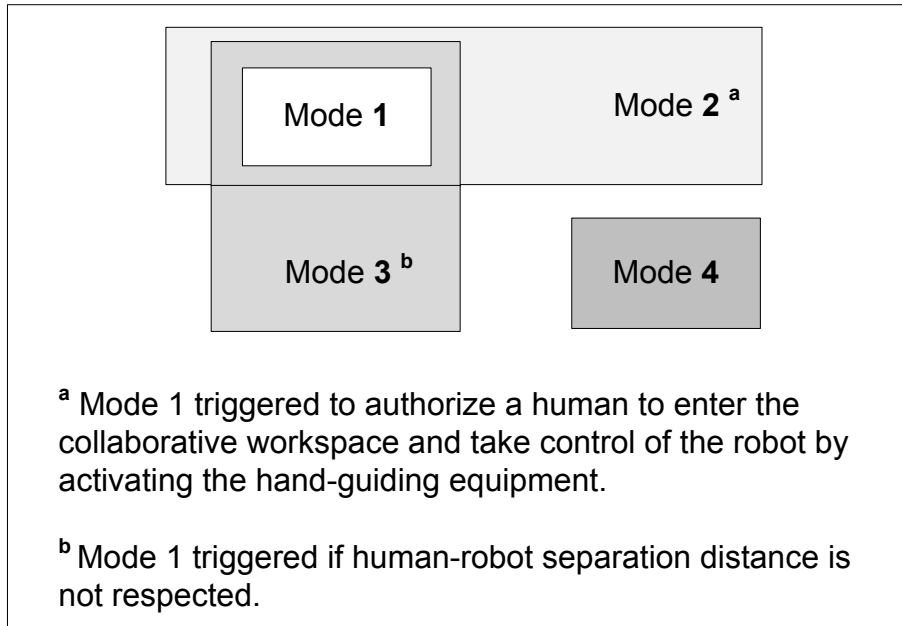 Mode 1
Mode 2 a
Mode 3 b
Mode 4
a Mode 1 triggered to authorize a human to enter the
collaborative workspace and take control of the robot by
activating the hand-guiding equipment.
b Mode 1 triggered if human-robot separation distance is
not respected.